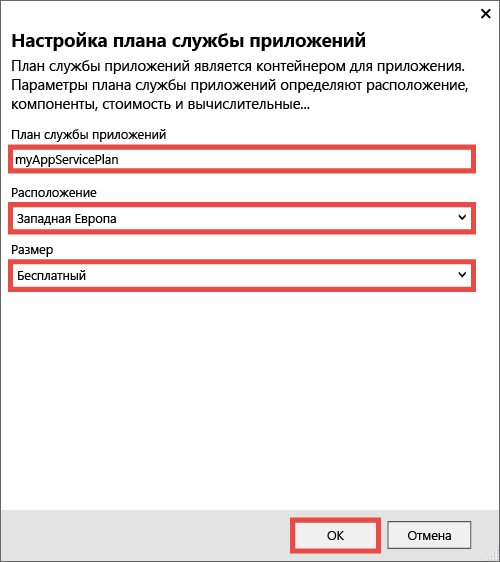 Настройка плана службы приложений
План службы приложений является контейнером для приложения.
Параметры плана службы приложений определяют расположение,
компоненты, стоимость и вычислительные...
План службы приложений
myAppServicePlan
Расположение
Западная Европа
Размер
Бесплатный
ОК
Отмена